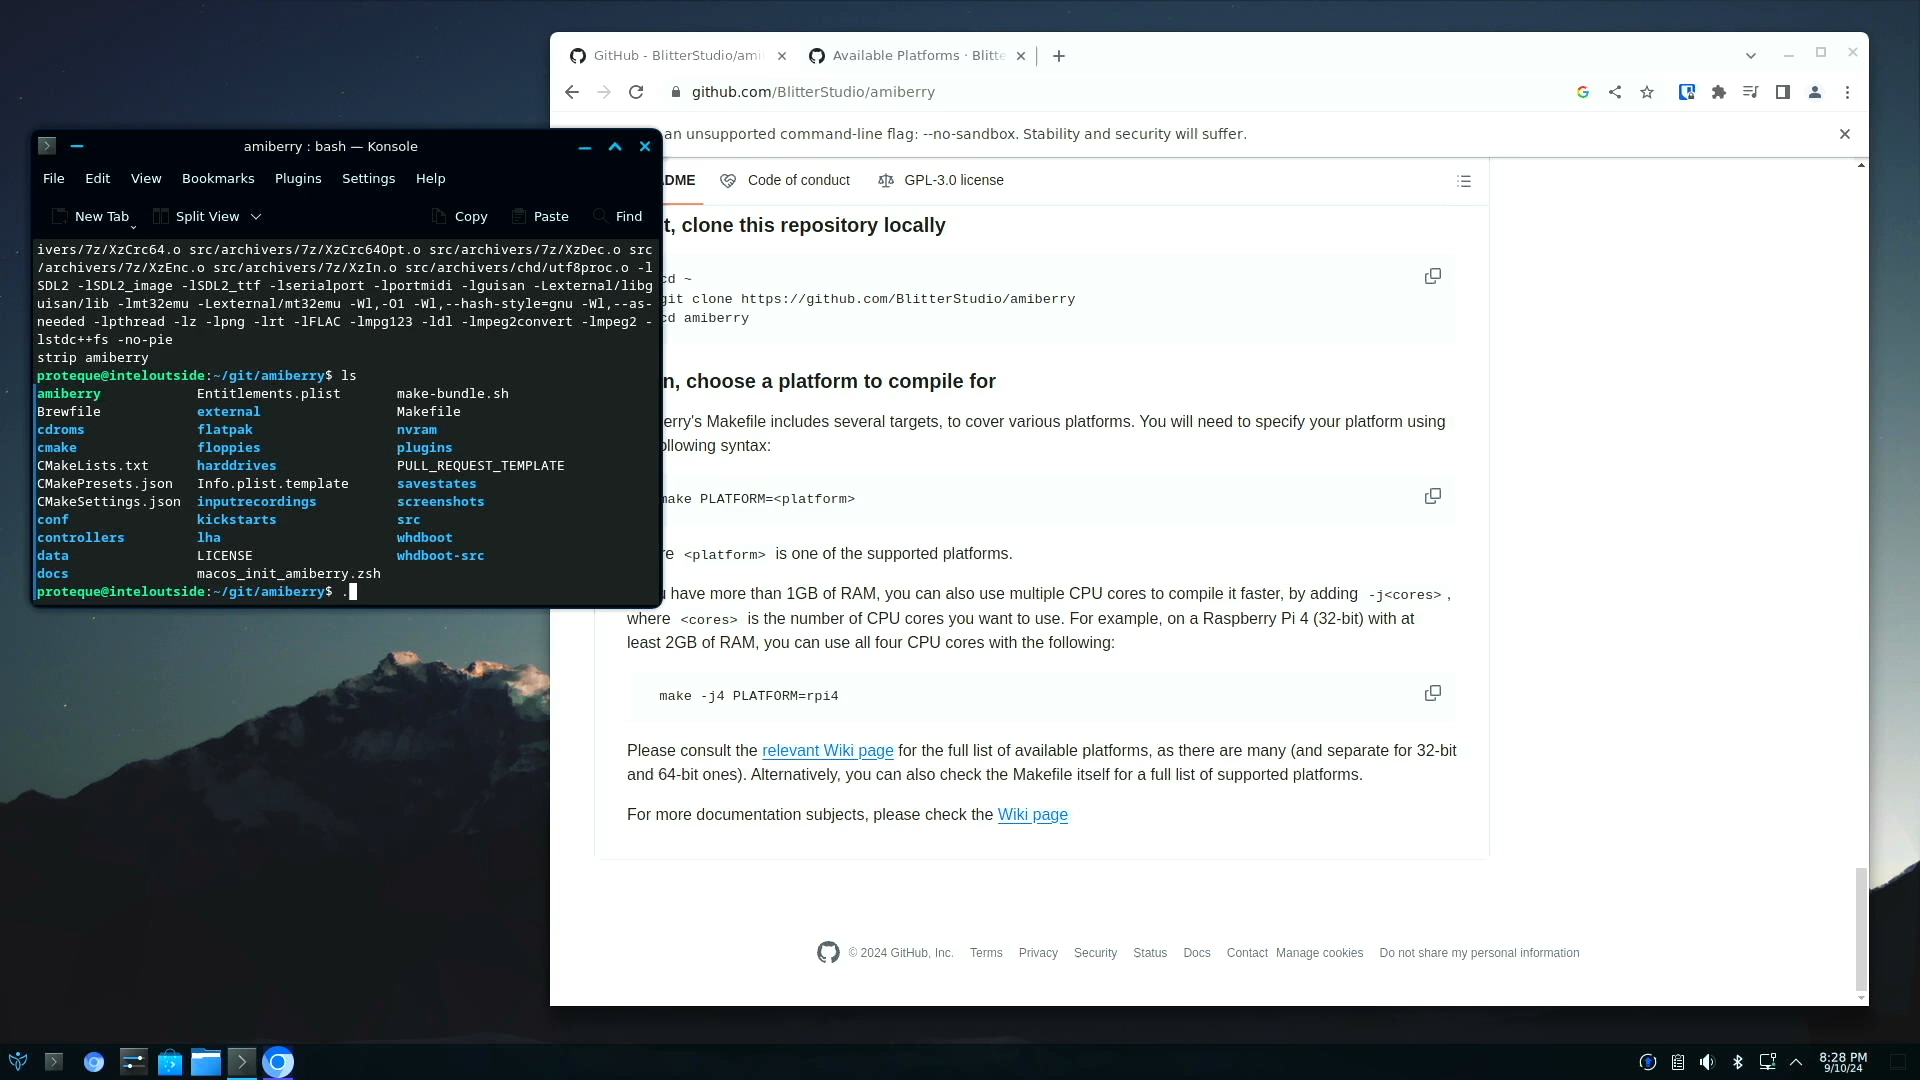 GitHub - BlitterStudio/ami
Available Platforms · Blitte
github.com/BlitterStudio/amiberry
an unsupported command-line flag: --no-sandbox. Stability and security will suffer.
amiberry : bash — Konsole
File Edit View Bookmarks Plugins Settings Help
New Tab Split View Copy Paste Find
ivers/7z/XzCrc64.o src/archivers/7z/XzCrc64Opt.o src/archivers/7z/XzDec.o src
/archivers/7z/XzEnc.o src/archivers/7z/XzIn.o src/archivers/chd/utf8proc.o -l
SDL2 -lSDL2_image -lSDL2_ttf -lserialport -lportmidi -lguisan -Lexternal/libg
uisan/lib -lmt32emu -Lexternal/mt32emu -Wl,-O1 -Wl,--hash-style=gnu -Wl,--as-
needed -lpthread -lz -lpng -lrt -lFLAC -lmpg123 -ldl -lmpeg2convert -lmpeg2 -
lstdc++fs -no-pie
strip amiberry
proteque@inteloutside:~/git/amiberry$ ls
amiberry Entitlements.plist make-bundle.sh
Brewfile external Makefile
cdroms flatpak nvram
cmake floppies plugins
CMakeLists.txt harddrives PULL_REQUEST_TEMPLATE
CMakePresets.json Info.plist.template savestates
CMakeSettings.json inputrecordings screenshots
conf kickstarts src
controllers lha whdboot
data LICENSE whdboot-src
docs macos_init_amiberry.zsh
proteque@inteloutside:~/git/amiberry$ .
DME Code of conduct GPL-3.0 license
t, clone this repository locally
cd ~
git clone https://github.com/BlitterStudio/amiberry
cd amiberry
n, choose a platform to compile for
erry's Makefile includes several targets, to cover various platforms. You will need to specify your platform using
ollowing syntax:
make PLATFORM=<platform>
re <platform> is one of the supported platforms.
u have more than 1GB of RAM, you can also use multiple CPU cores to compile it faster, by adding -j<cores> ,
where <cores> is the number of CPU cores you want to use. For example, on a Raspberry Pi 4 (32-bit) with at
least 2GB of RAM, you can use all four CPU cores with the following:
make -j4 PLATFORM=rpi4
Please consult the relevant Wiki page for the full list of available platforms, as there are many (and separate for 32-bit
and 64-bit ones). Alternatively, you can also check the Makefile itself for a full list of supported platforms.
For more documentation subjects, please check the Wiki page
© 2024 GitHub, Inc. Terms Privacy Security Status Docs Contact Manage cookies Do not share my personal information
8:28 PM
9/10/24